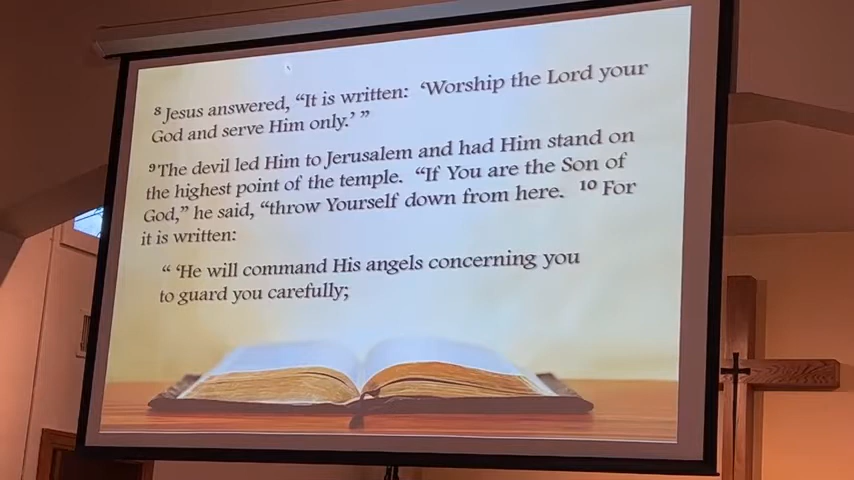 ⁸ Jesus answered, “It is written: ‘Worship the Lord your
God and serve Him only.’ ”
⁹ The devil led Him to Jerusalem and had Him stand on
the highest point of the temple. “If You are the Son of
God,” he said, “throw Yourself down from here. ¹⁰ For
it is written:
“ ‘He will command His angels concerning you
to guard you carefully;